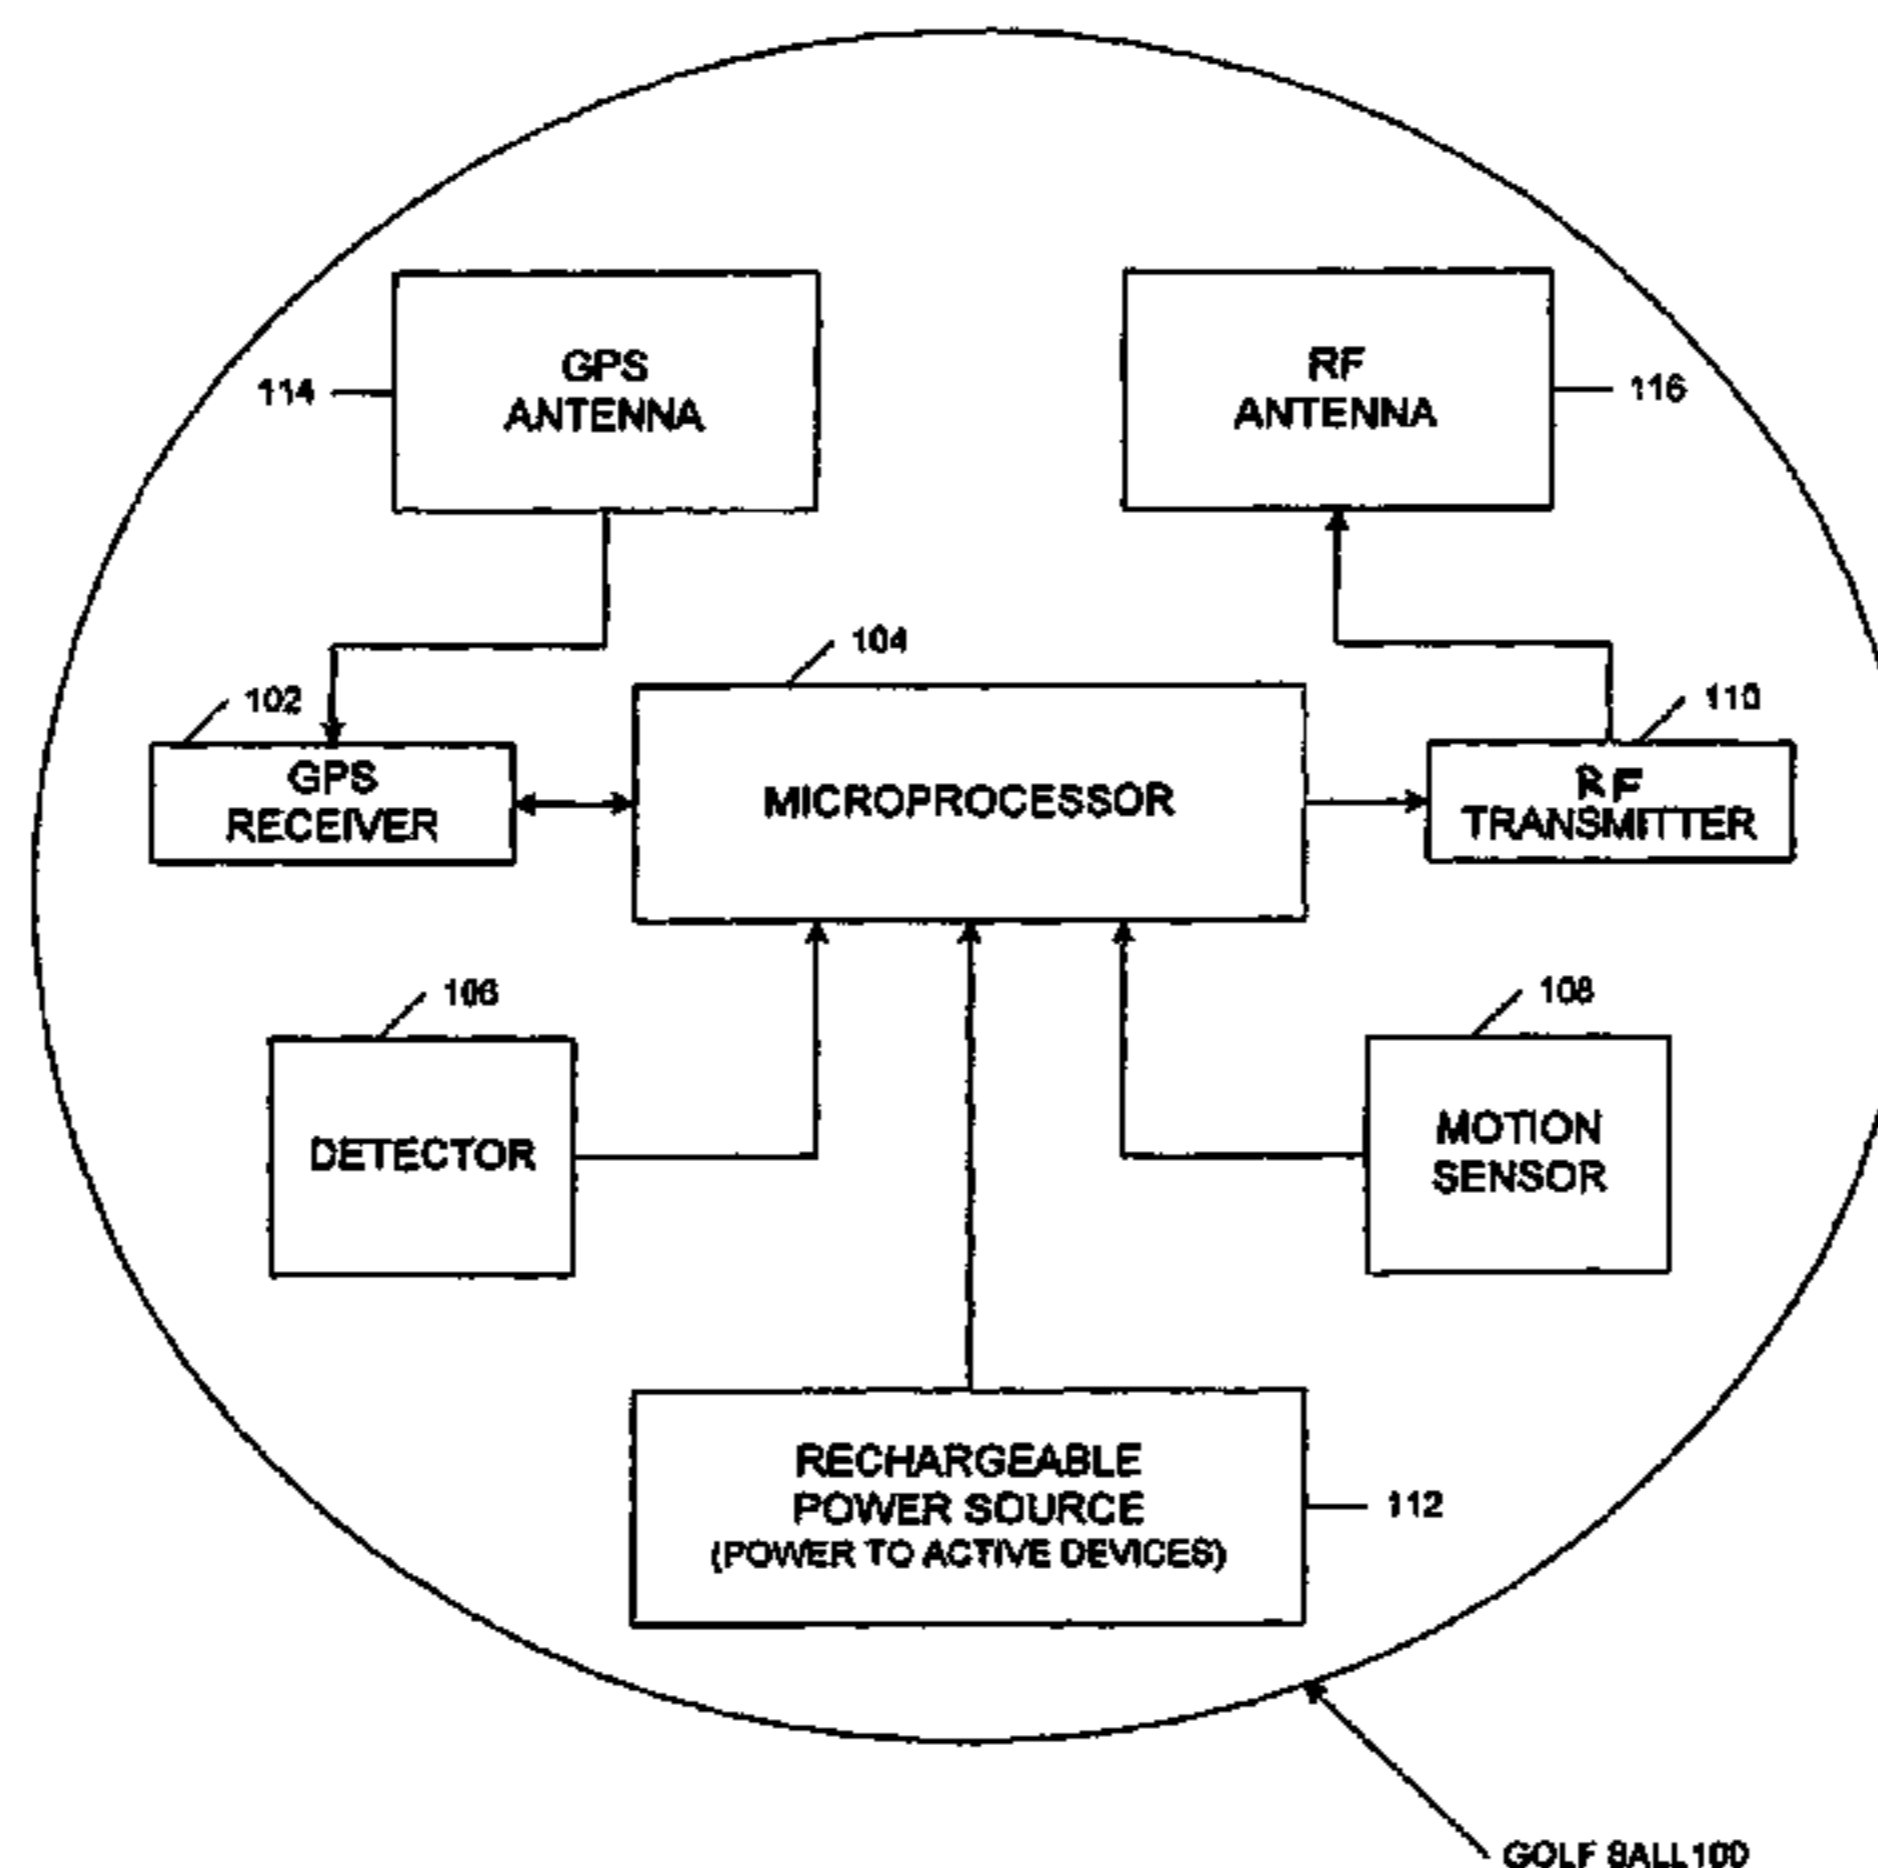 GPS
ANTENNA
114
RF
ANTENNA
116
104
102
110
GPS
RECEIVER
MICROPROCESSOR
RF
TRANSMITTER
106
108
DETECTOR
MOTION
SENSOR
RECHARGEABLE
POWER SOURCE
(POWER TO ACTIVE DEVICES)
112
GOLF BALL 100